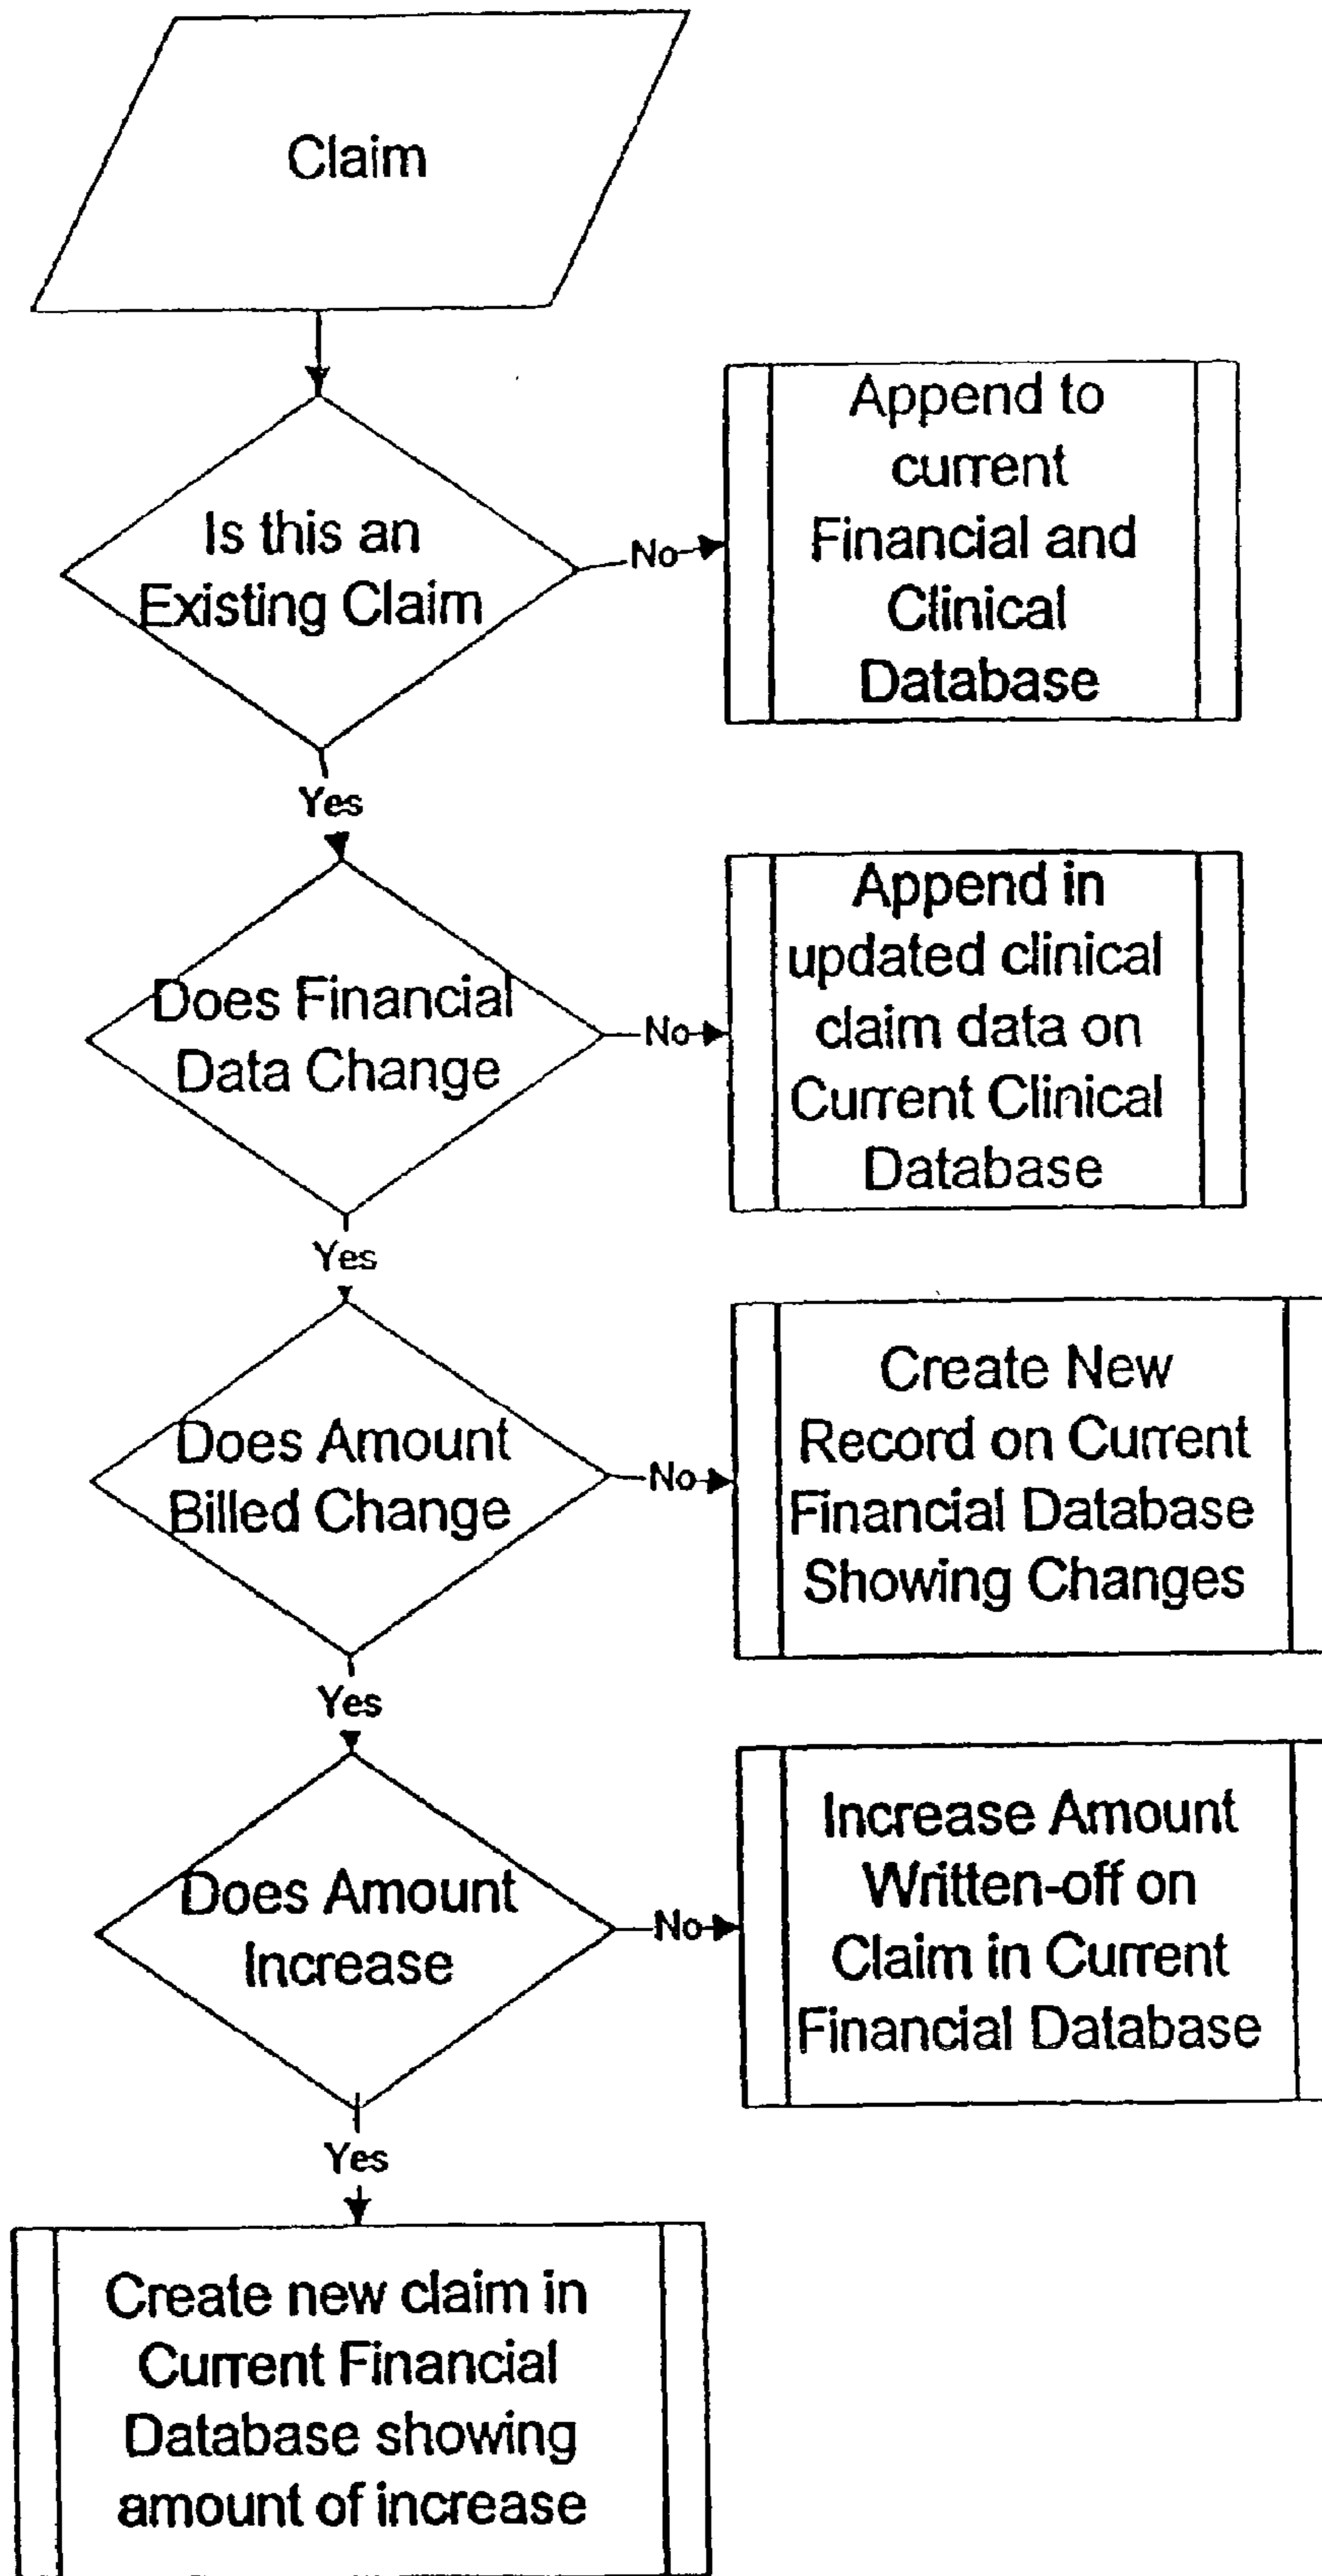 Claim
Is this an
Existing Claim
No
Append to
current
Financial and
Clinical
Database
Yes
Does Financial
Data Change
No
Append in
updated clinical
claim data on
Current Clinical
Database
Yes
Does Amount
Billed Change
No
Create New
Record on Current
Financial Database
Showing Changes
Yes
Does Amount
Increase
No
Increase Amount
Written-off on
Claim in Current
Financial Database
Yes
Create new claim in
Current Financial
Database showing
amount of increase